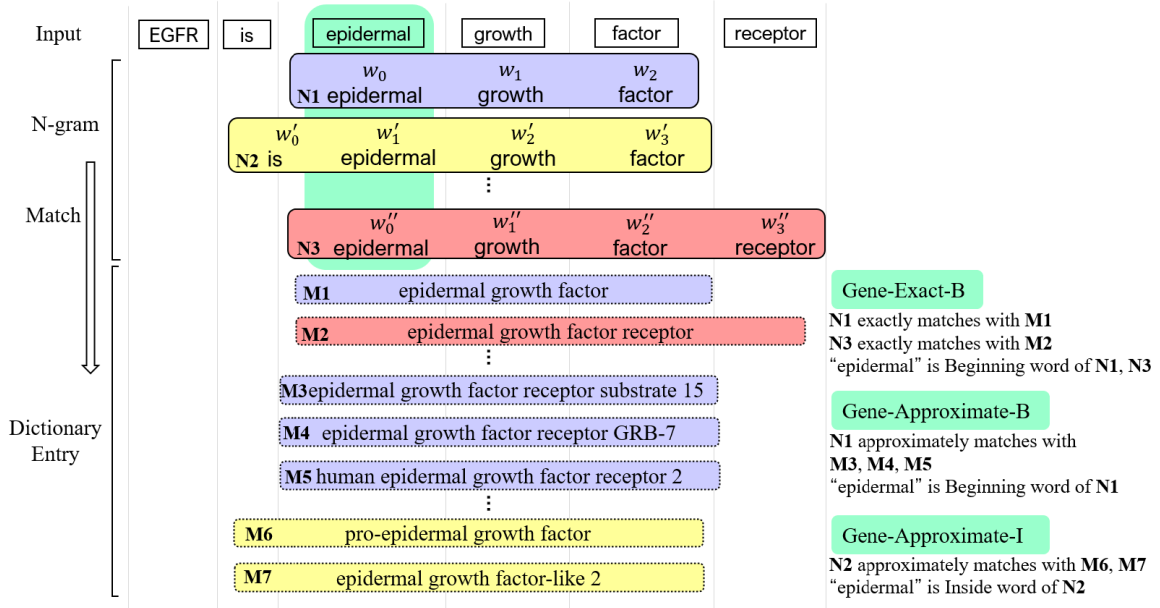 Input EGFR is epidermal growth factor receptor
w₀ w₁ w₂
N1 epidermal growth factor
N-gram
w′₀ w′₁ w′₂ w′₃
N2 is epidermal growth factor
⋮
Match
w″₀ w″₁ w″₂ w″₃
N3 epidermal growth factor receptor
M1 epidermal growth factor
M2 epidermal growth factor receptor
⋮
M3 epidermal growth factor receptor substrate 15
M4 epidermal growth factor receptor GRB-7
M5 human epidermal growth factor receptor 2
⋮
M6 pro-epidermal growth factor
M7 epidermal growth factor-like 2
Dictionary
Entry
Gene-Exact-B
N1 exactly matches with M1
N3 exactly matches with M2
“epidermal” is Beginning word of N1, N3
Gene-Approximate-B
N1 approximately matches with
M3, M4, M5
“epidermal” is Beginning word of N1
Gene-Approximate-I
N2 approximately matches with M6, M7
“epidermal” is Inside word of N2